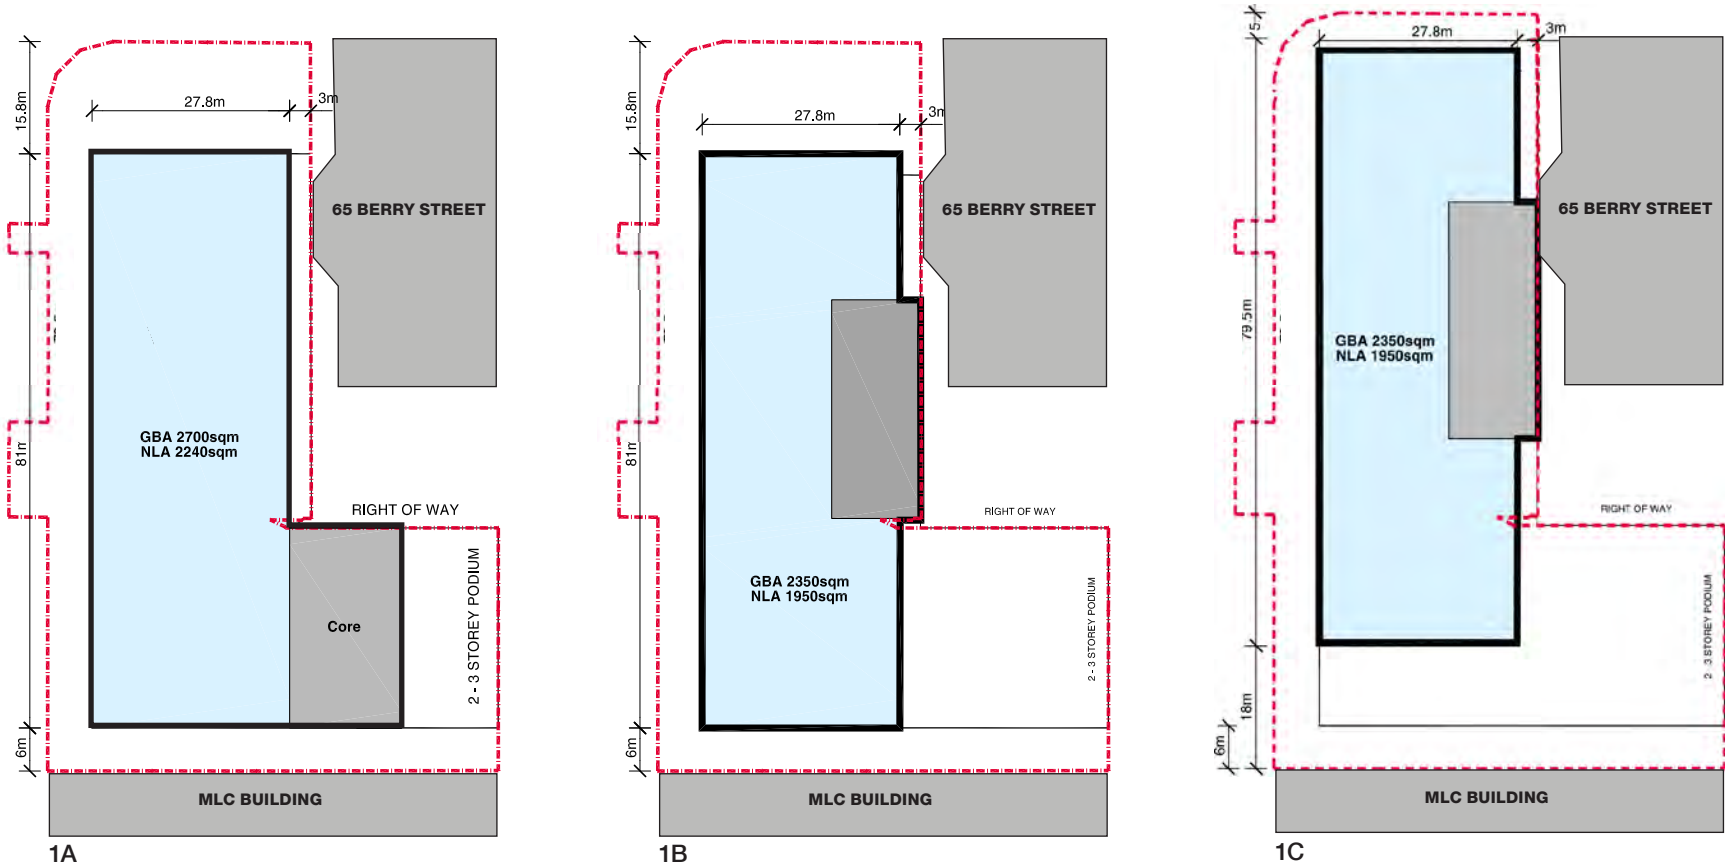 15.8m
27.8m
3m
65 BERRY STREET
GBA 2700sqm
NLA 2240sqm
81m
RIGHT OF WAY
Core
2 - 3 STOREY PODIUM
6m
MLC BUILDING
1A
15.8m
27.8m
3m
65 BERRY STREET
81m
RIGHT OF WAY
GBA 2350sqm
NLA 1950sqm
2 - 3 STOREY PODIUM
6m
MLC BUILDING
1B
5
27.8m
3m
65 BERRY STREET
79.5m
GBA 2350sqm
NLA 1950sqm
RIGHT OF WAY
2 - 3 STOREY PODIUM
18m
6m
MLC BUILDING
1C